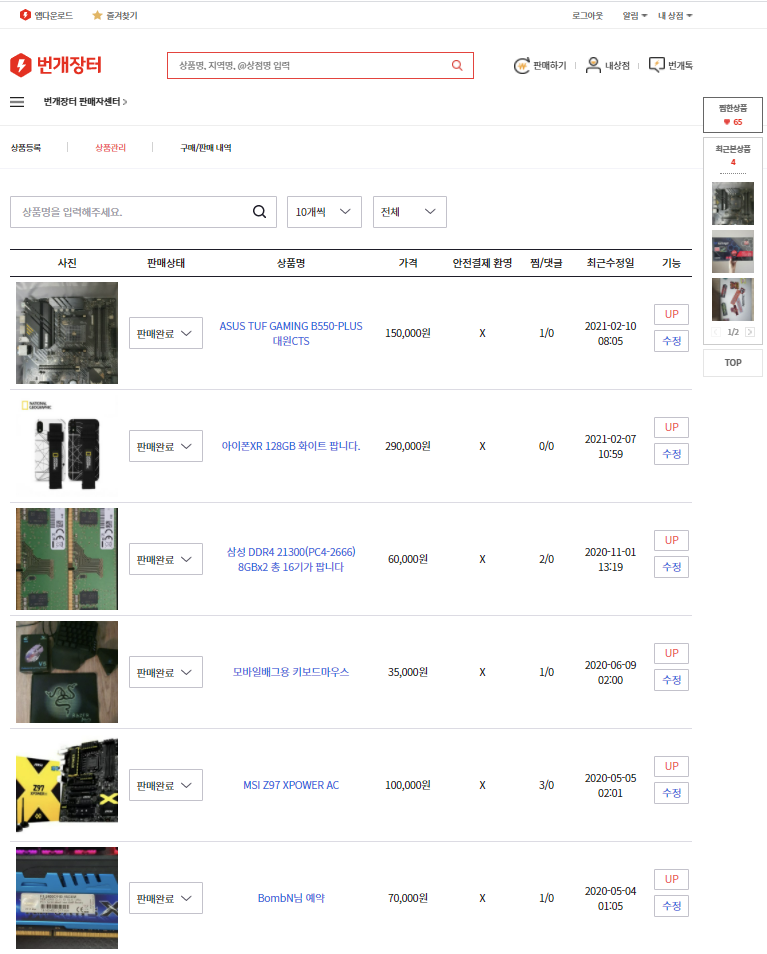 앱다운로드 즐겨찾기 로그아웃 알림 내 상점
번개장터 상품명, 지역명, @상점명 입력 판매하기 내상점 번개톡
번개장터 판매자센터
찜한상품
65
상품등록 상품관리 구매/판매 내역
최근본상품
4
상품명을 입력해주세요. 10개씩 전체
사진 판매상태 상품명 가격 안전결제 환영 찜/댓글 최근수정일 기능
판매완료 ASUS TUF GAMING B550-PLUS
대원CTS 150,000원 X 1/0 2021-02-10
08:05 UP
수정
1/2
TOP
NATIONAL
GEOGRAPHIC
판매완료 아이폰XR 128GB 화이트 팝니다. 290,000원 X 0/0 2021-02-07
10:59 UP
수정
판매완료 삼성 DDR4 21300(PC4-2666)
8GBx2 총 16기가 팝니다 60,000원 X 2/0 2020-11-01
13:19 UP
수정
판매완료 모바일배그용 키보드마우스 35,000원 X 1/0 2020-06-09
02:00 UP
수정
Z97
판매완료 MSI Z97 XPOWER AC 100,000원 X 3/0 2020-05-05
02:01 UP
수정
판매완료 BombN님 예약 70,000원 X 1/0 2020-05-04
01:05 UP
수정